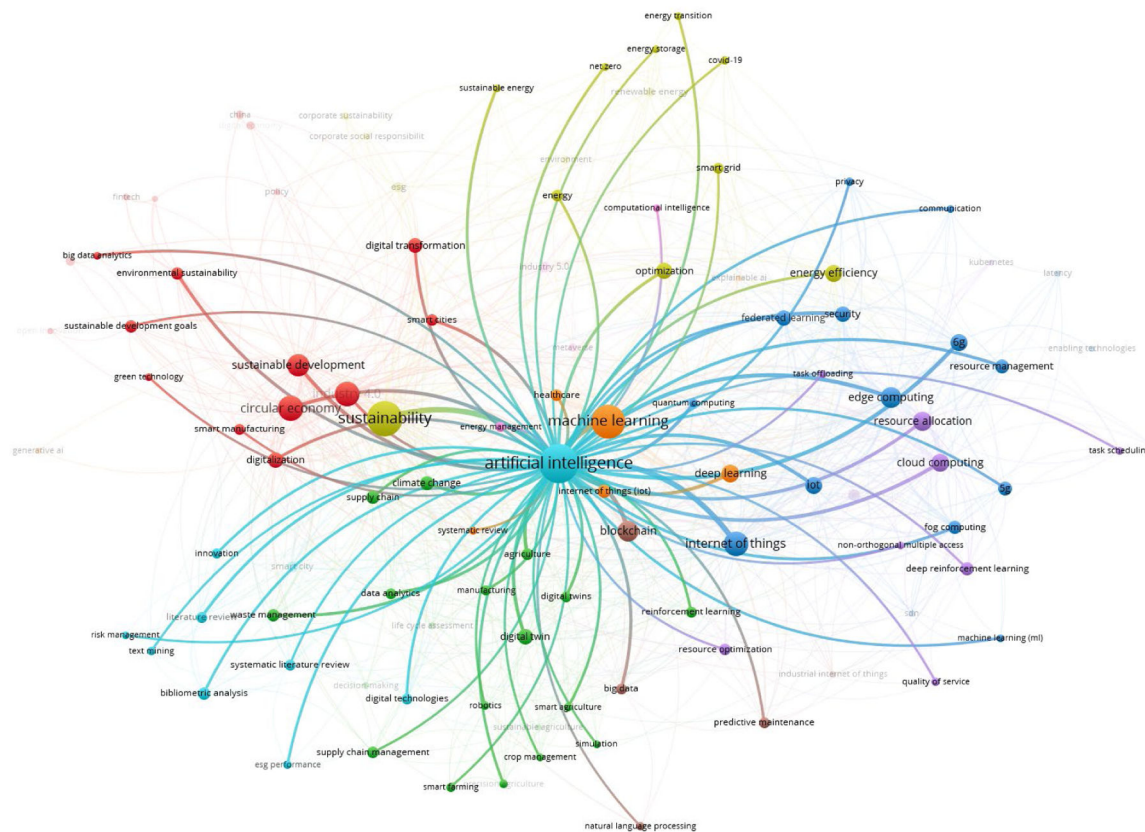 energy transition
energy storage
covid-19
net zero
sustainable energy
renewable energy
china
corporate sustainability
corporate social responsibilit
environment
smart grid
privacy
policy
esg
energy
fintech
computational intelligence
communication
digital transformation
big data analytics
environmental sustainability
industry 5.0
optimization
explainable ai
energy efficiency
kubernetes
latency
sustainable development goals
smart cities
federated learning
security
6g
metaverse
enabling technologies
sustainable development
resource management
green technology
task offloading
industry 4.0
healthcare
edge computing
circular economy
sustainability
quantum computing
machine learning
resource allocation
smart manufacturing
energy management
generative ai
digitalization
artificial intelligence
deep learning
cloud computing
task schedulin
climate change
supply chain
internet of things (iot)
iot
5g
systematic review
blockchain
fog computing
internet of things
non-orthogonal multiple access
innovation
agriculture
smart city
deep reinforcement learning
data analytics
manufacturing
digital twins
literature review
waste management
reinforcement learning
sdn
risk management
life cycle assessment
digital twin
machine learning (ml)
text mining
resource optimization
systematic literature review
industrial internet of things
bibliometric analysis
decision-making
digital technologies
big data
quality of service
robotics
smart agriculture
predictive maintenance
sustainable agriculture
supply chain management
simulation
crop management
esg performance
smart farming
precision agriculture
natural language processing